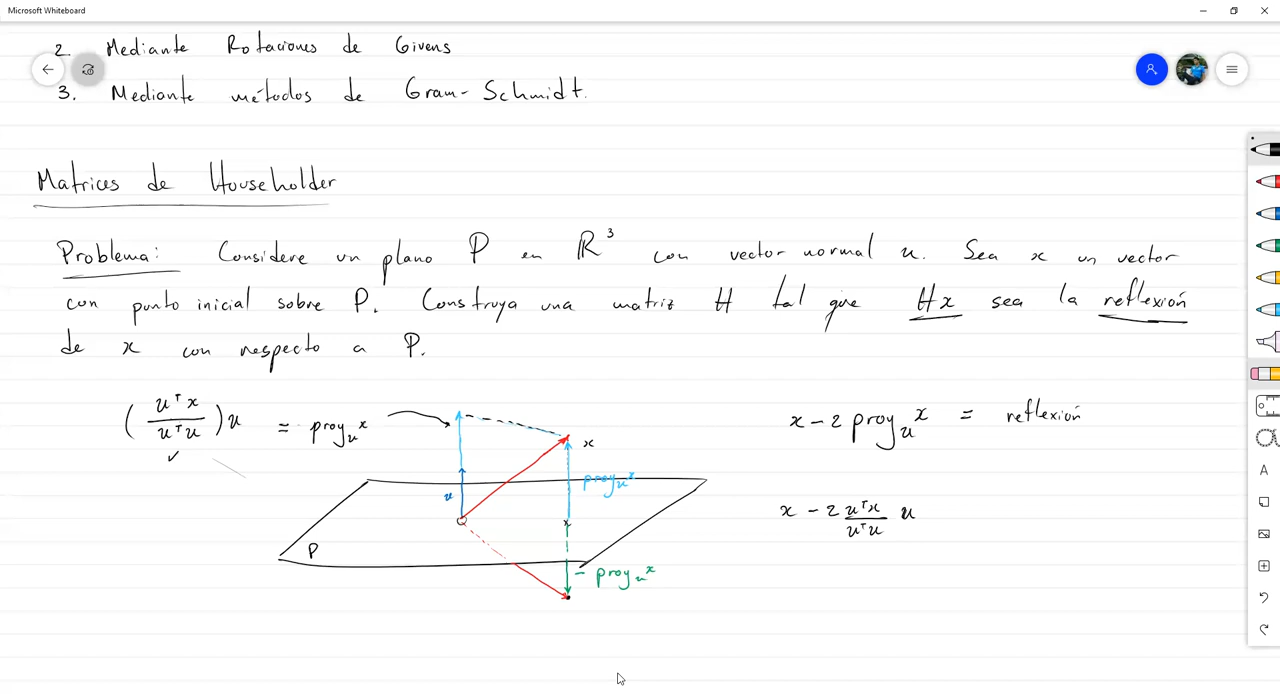 Microsoft Whiteboard
2. Mediante Rotaciones de Givens
3. Mediante métodos de Gram-Schmidt.
Matrices de Householder
Problema: Considere un plano P en ℝ³ con vector normal u. Sea x un vector
con punto inicial sobre P. Construya una matriz H tal que Hx sea la reflexión
de x con respecto a P.
(uᵀx / uᵀu) u = proy_u x
x - 2 proy_u x = reflexión
x
proy_u x
u
x - 2 uᵀx / uᵀu u
P
- proy_u x
A